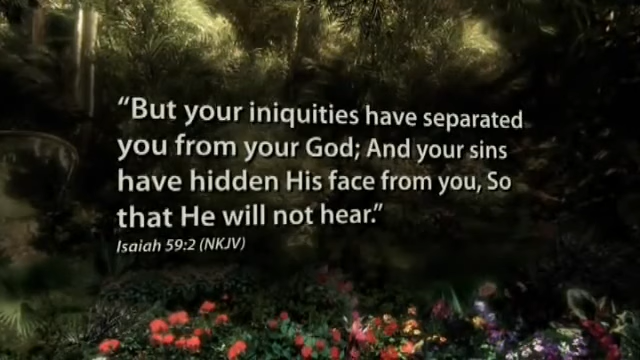 “But your iniquities have separated
you from your God; And your sins
have hidden His face from you, So
that He will not hear.”
Isaiah 59:2 (NKJV)